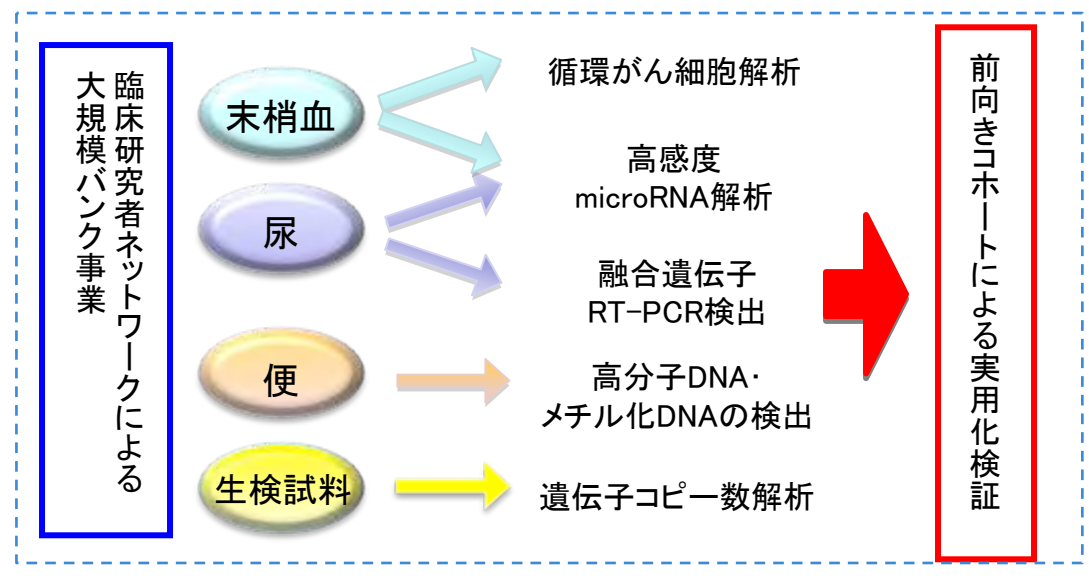 臨床研究者ネットワークによる
大規模バンク事業
末梢血
尿
便
生検試料
循環がん細胞解析
高感度
microRNA解析
融合遺伝子
RT-PCR検出
高分子DNA・
メチル化DNAの検出
遺伝子コピー数解析
前向きコホートによる実用化検証